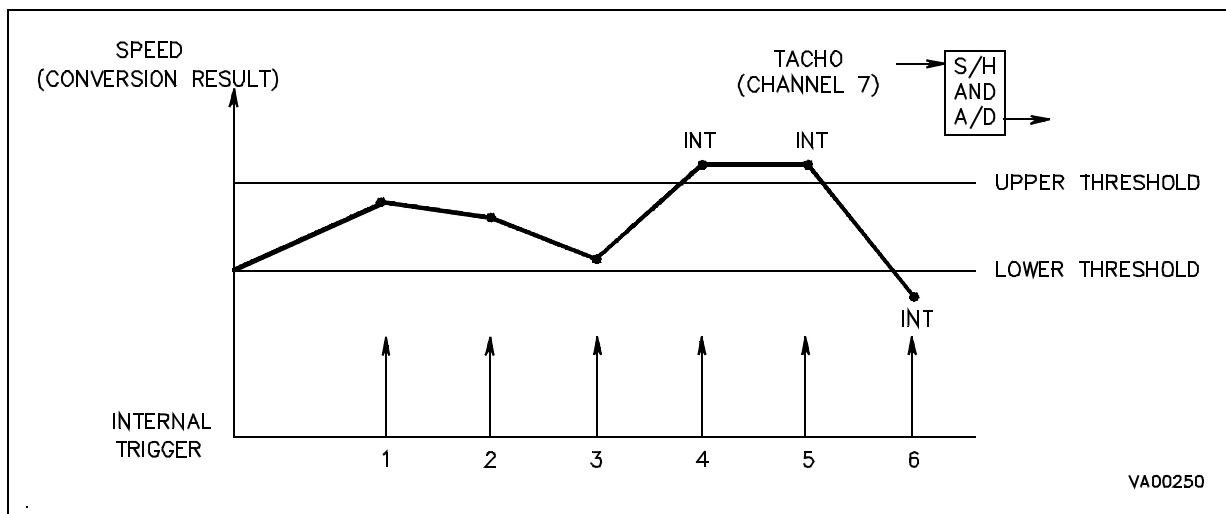 SPEED
(CONVERSION RESULT)
TACHO
(CHANNEL 7)
S/H
AND
A/D
INT
INT
UPPER THRESHOLD
LOWER THRESHOLD
INT
INTERNAL
TRIGGER
1 2 3 4 5 6
VA00250